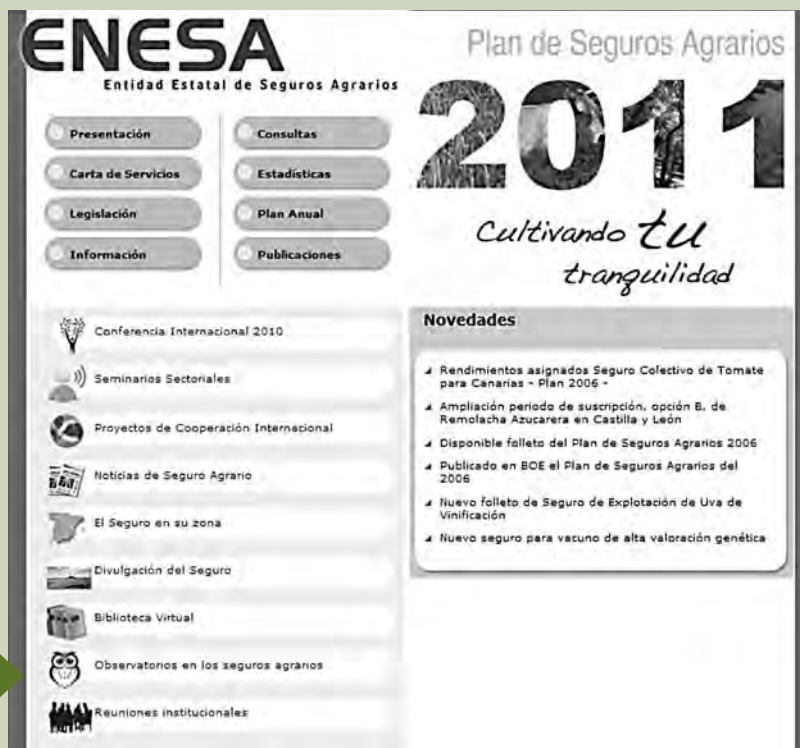 ENESA
Entidad Estatal de Seguros Agrarios
Presentación
Consultas
Carta de Servicios
Estadísticas
Legislación
Plan Anual
Información
Publicaciones
Plan de Seguros Agrarios
2011
Cultivando tu
tranquilidad
Conferencia Internacional 2010
Seminarios Sectoriales
Proyectos de Cooperación Internacional
Noticias de Seguro Agrario
El Seguro en su zona
Divulgación del Seguro
Biblioteca Virtual
Observatorios en los seguros agrarios
Reuniones institucionales
Novedades
Rendimientos asignados Seguro Colectivo de Tomate
para Canarias - Plan 2006 -
Ampliación periodo de suscripción, opción B, de
Remolacha Azucarera en Castilla y León
Disponible folleto del Plan de Seguros Agrarios 2006
Publicado en BOE el Plan de Seguros Agrarios del
2006
Nuevo folleto de Seguro de Explotación de Uva de
Vinificación
Nuevo seguro para vacuno de alta valoración genética